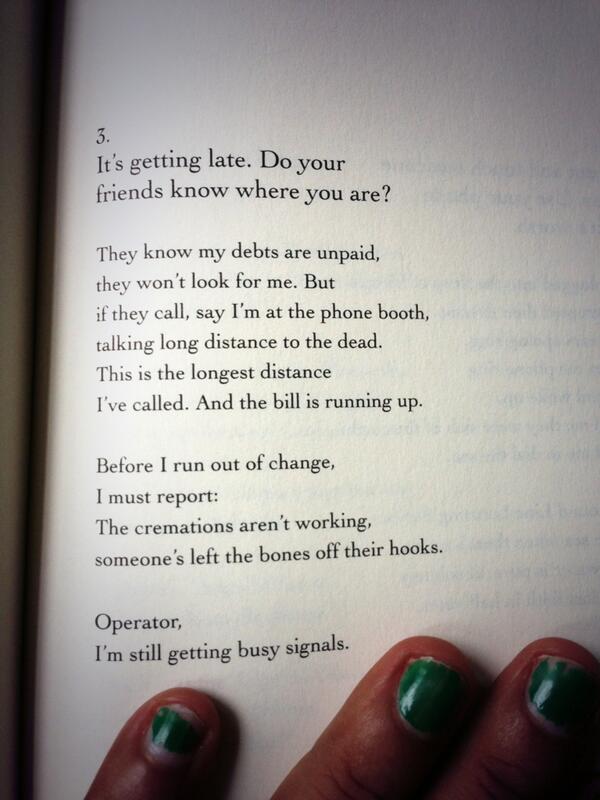 3.
It's getting late. Do your
friends know where you are?
They know my debts are unpaid,
they won't look for me. But
if they call, say I'm at the phone booth,
talking long distance to the dead.
This is the longest distance
I've called. And the bill is running up.
Before I run out of change,
I must report:
The cremations aren't working,
someone's left the bones off their hooks.
Operator,
I'm still getting busy signals.